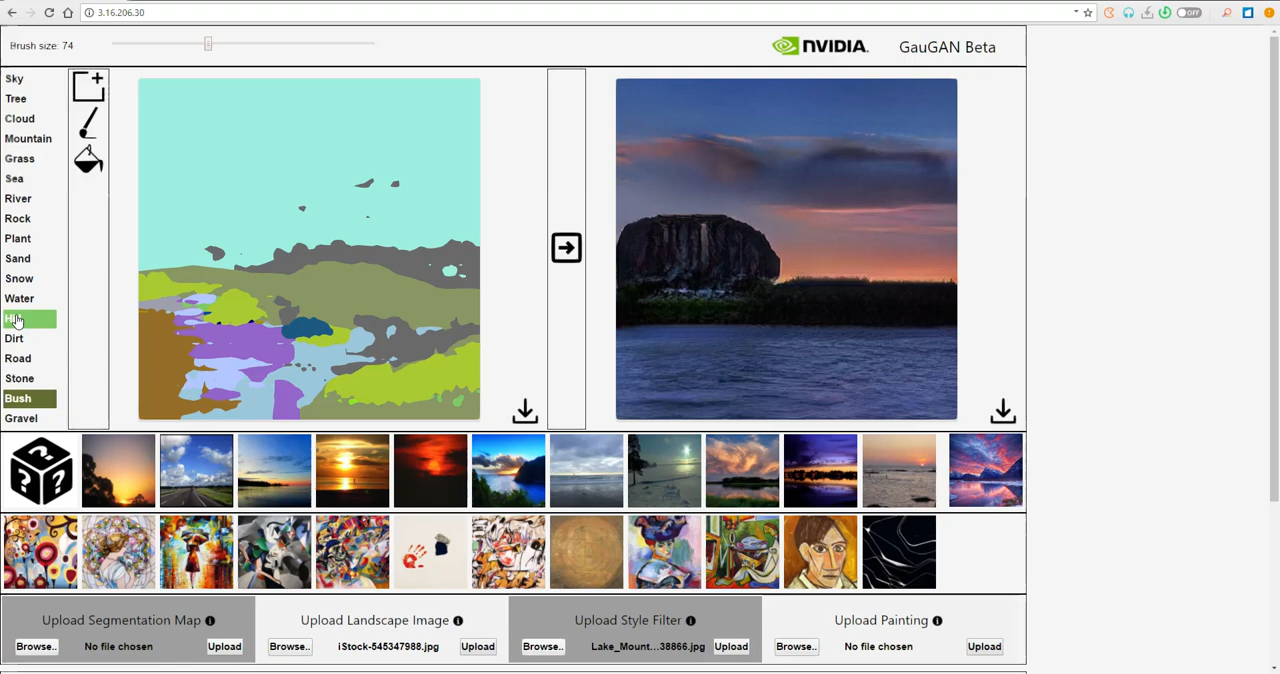 3.16.206.30
OFF
Brush size: 74
NVIDIA.
GauGAN Beta
Sky
Tree
Cloud
Mountain
Grass
Sea
River
Rock
Plant
Sand
Snow
Water
Dirt
Road
Stone
Bush
Gravel
Upload Segmentation Map
Browse..
No file chosen
Upload
Upload Landscape Image
Browse..
iStock-545347988.jpg
Upload
Upload Style Filter
Browse..
Lake_Mount...38866.jpg
Upload
Upload Painting
Browse..
No file chosen
Upload